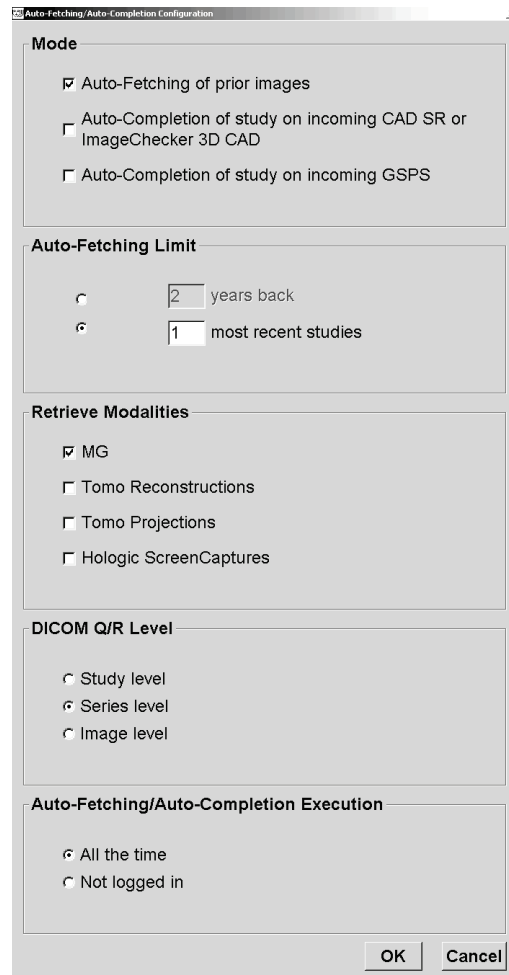 Auto-Fetching/Auto-Completion Configuration
Mode
Auto-Fetching of prior images
Auto-Completion of study on incoming CAD SR or
ImageChecker 3D CAD
Auto-Completion of study on incoming GSPS
Auto-Fetching Limit
2 years back
1 most recent studies
Retrieve Modalities
MG
Tomo Reconstructions
Tomo Projections
Hologic ScreenCaptures
DICOM Q/R Level
Study level
Series level
Image level
Auto-Fetching/Auto-Completion Execution
All the time
Not logged in
OK Cancel